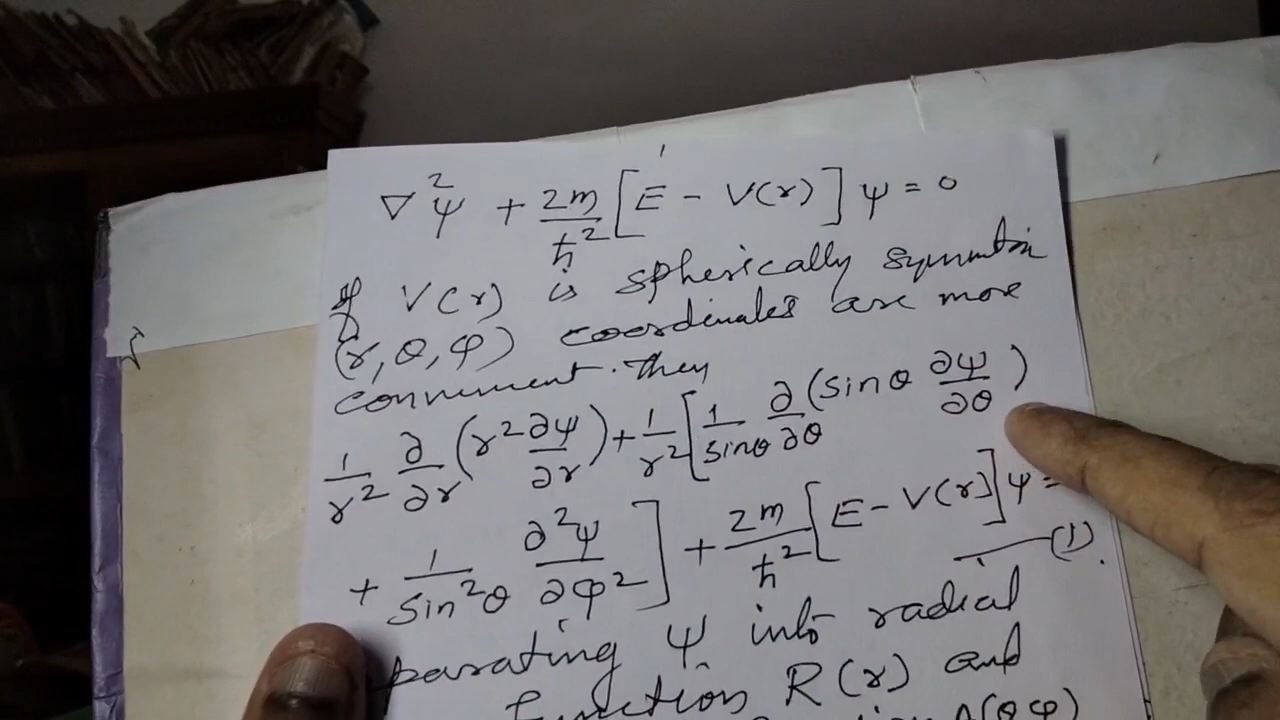 ∇²ψ + 2m/ħ² [E - V(r)] ψ = 0
If V(r) is spherically symmetric
(r, θ, φ) coordinates are more
convenient. They
1/r² ∂/∂r (r² ∂ψ/∂r) + 1/r² [1/sinθ ∂/∂θ (sinθ ∂ψ/∂θ)
+ 1/sin²θ ∂²ψ/∂φ²] + 2m/ħ² [E - V(r)] ψ =
(1).
parating ψ into radial
function R(r) and
(θ φ)